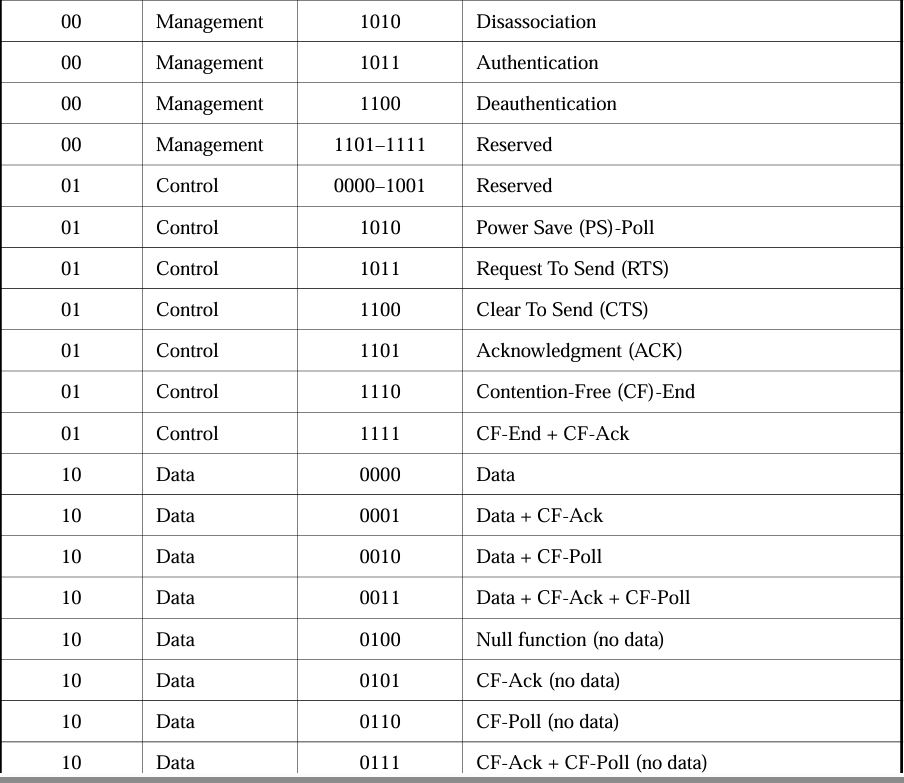 00 Management 1010 Disassociation
00 Management 1011 Authentication
00 Management 1100 Deauthentication
00 Management 1101–1111 Reserved
01 Control 0000–1001 Reserved
01 Control 1010 Power Save (PS)-Poll
01 Control 1011 Request To Send (RTS)
01 Control 1100 Clear To Send (CTS)
01 Control 1101 Acknowledgment (ACK)
01 Control 1110 Contention-Free (CF)-End
01 Control 1111 CF-End + CF-Ack
10 Data 0000 Data
10 Data 0001 Data + CF-Ack
10 Data 0010 Data + CF-Poll
10 Data 0011 Data + CF-Ack + CF-Poll
10 Data 0100 Null function (no data)
10 Data 0101 CF-Ack (no data)
10 Data 0110 CF-Poll (no data)
10 Data 0111 CF-Ack + CF-Poll (no data)